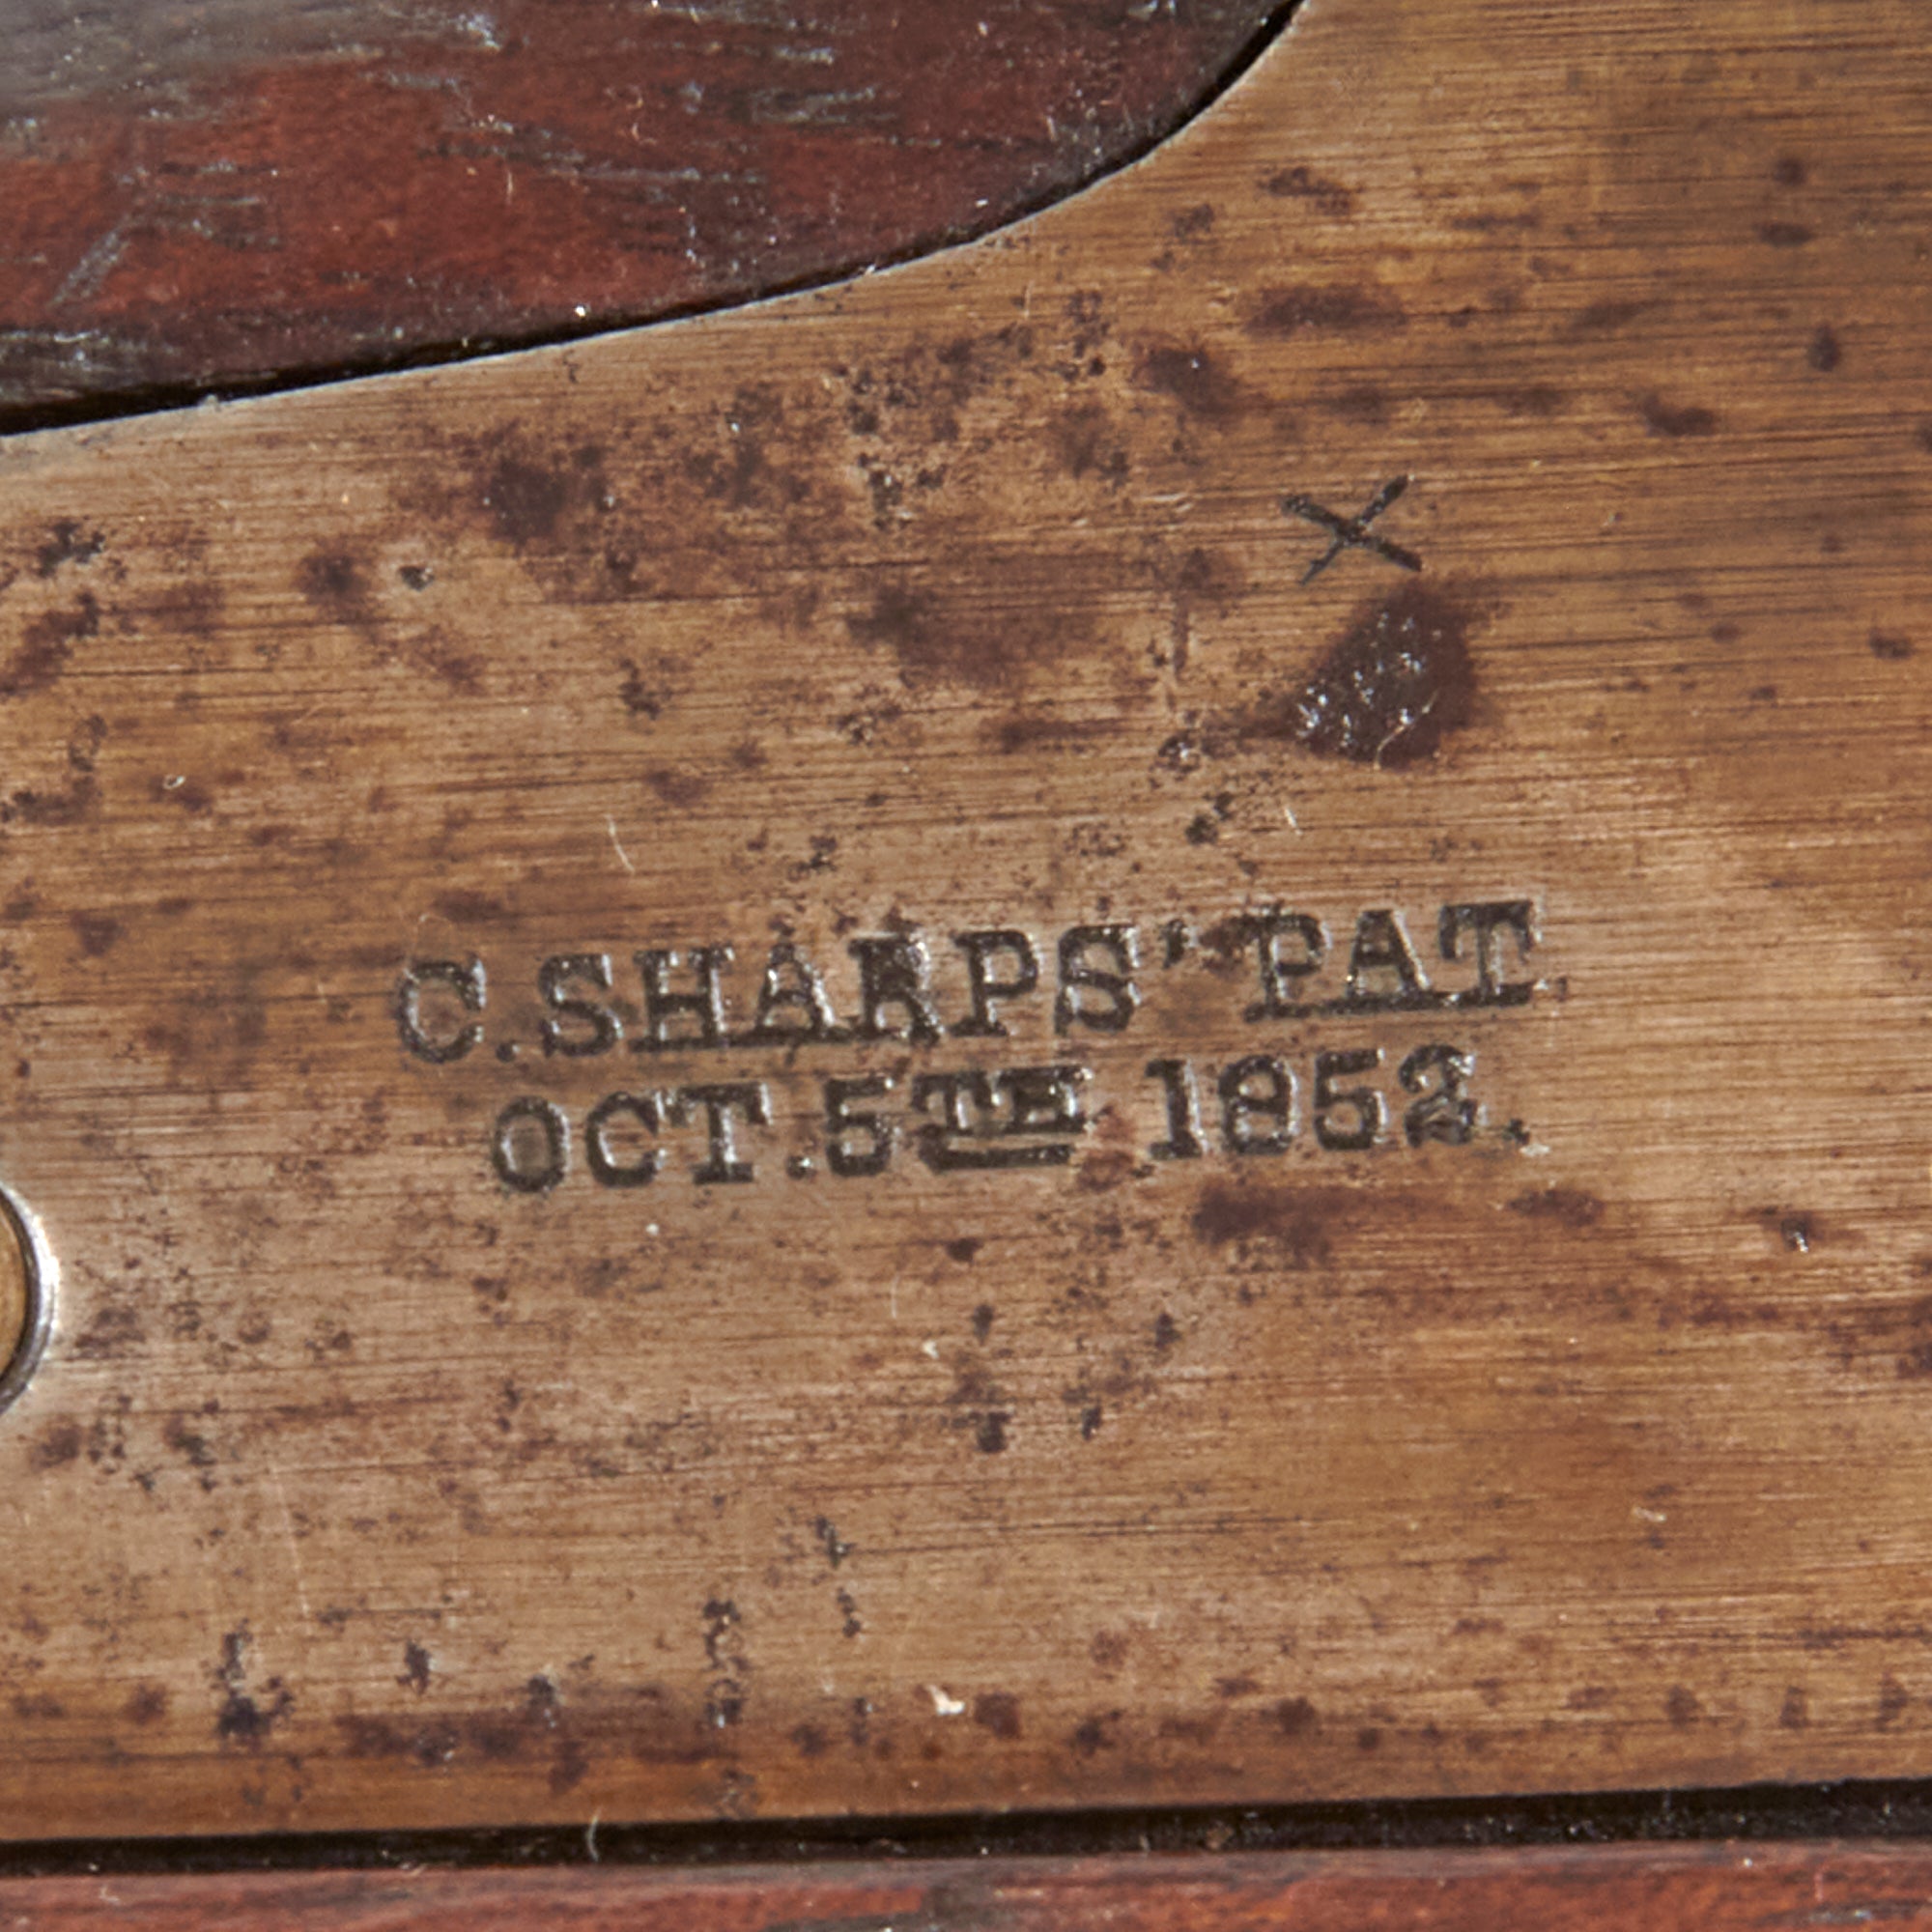 C.SHARPS' PAT.
OCT.5TH 1852.